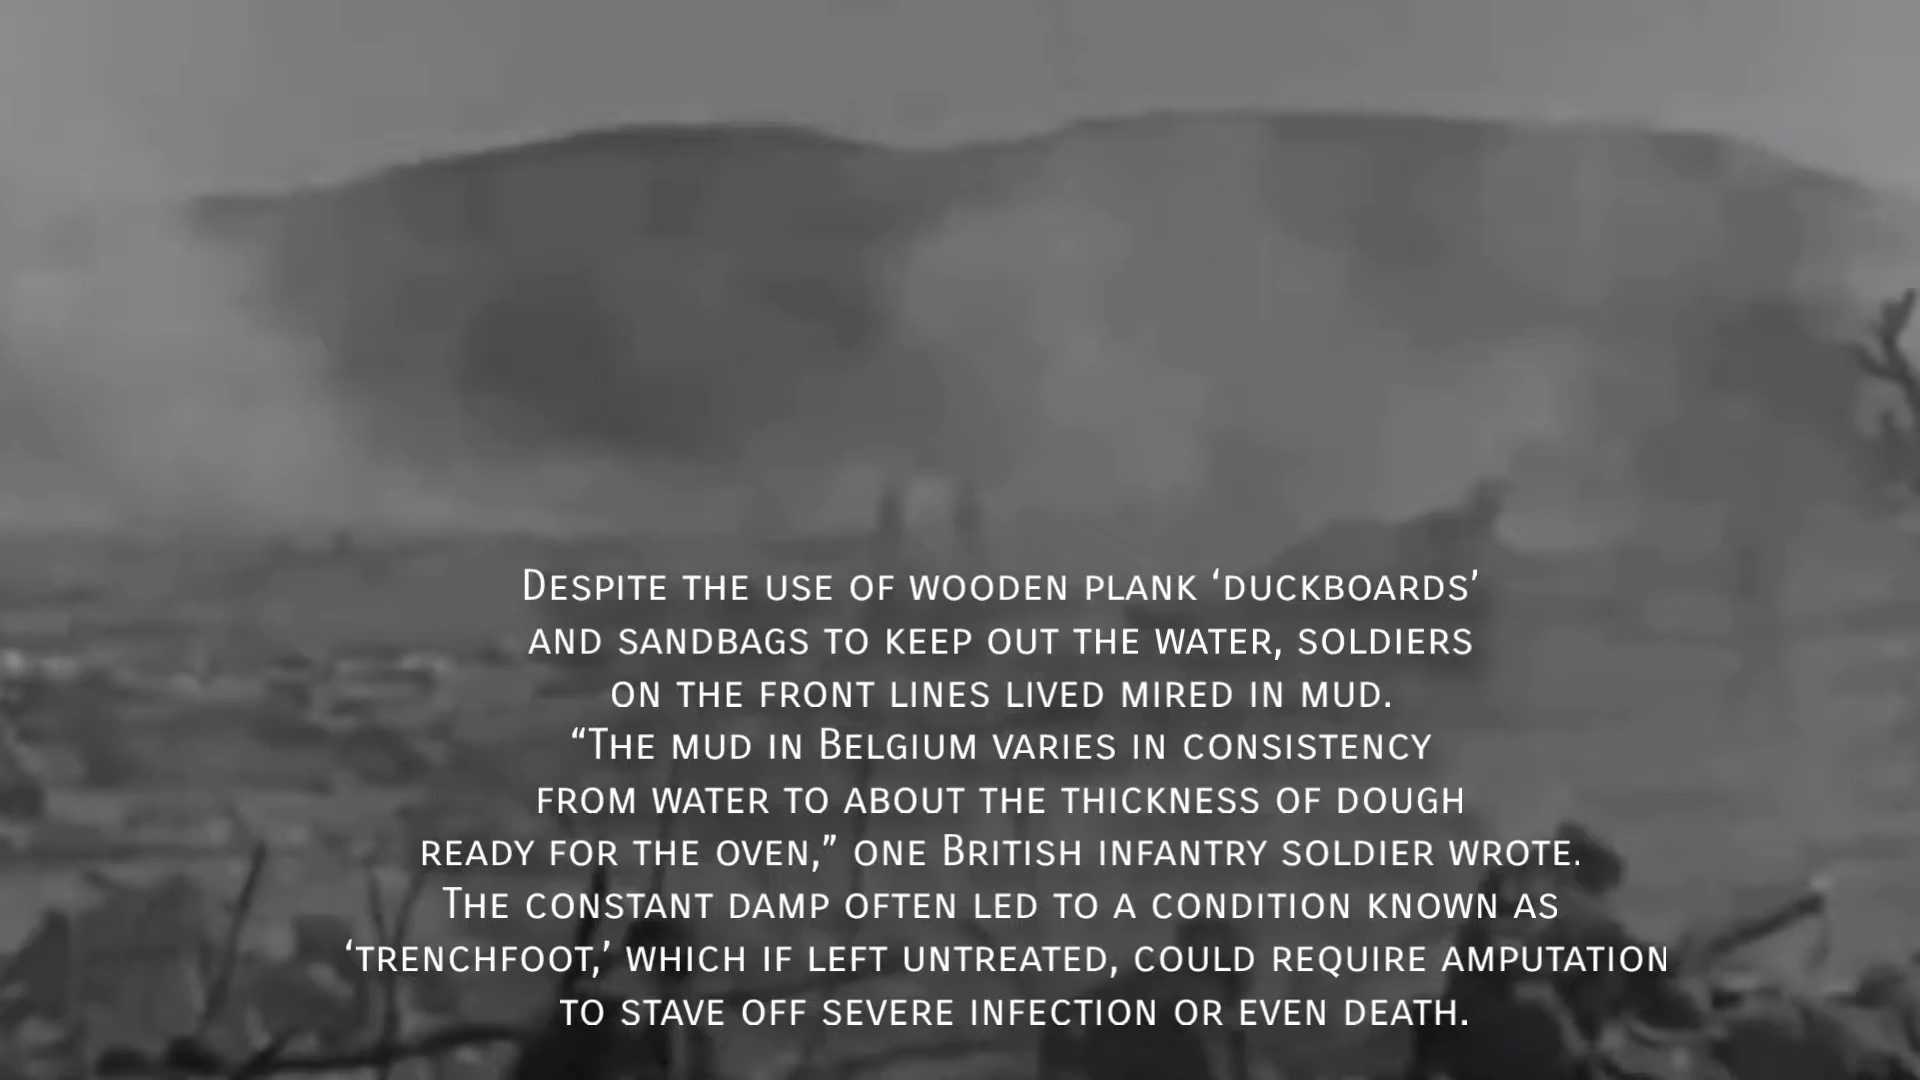 Despite the use of wooden plank ‘duckboards’
and sandbags to keep out the water, soldiers
on the front lines lived mired in mud.
“The mud in Belgium varies in consistency
from water to about the thickness of dough
ready for the oven,” one British infantry soldier wrote.
The constant damp often led to a condition known as
‘trenchfoot,’ which if left untreated, could require amputation
to stave off severe infection or even death.